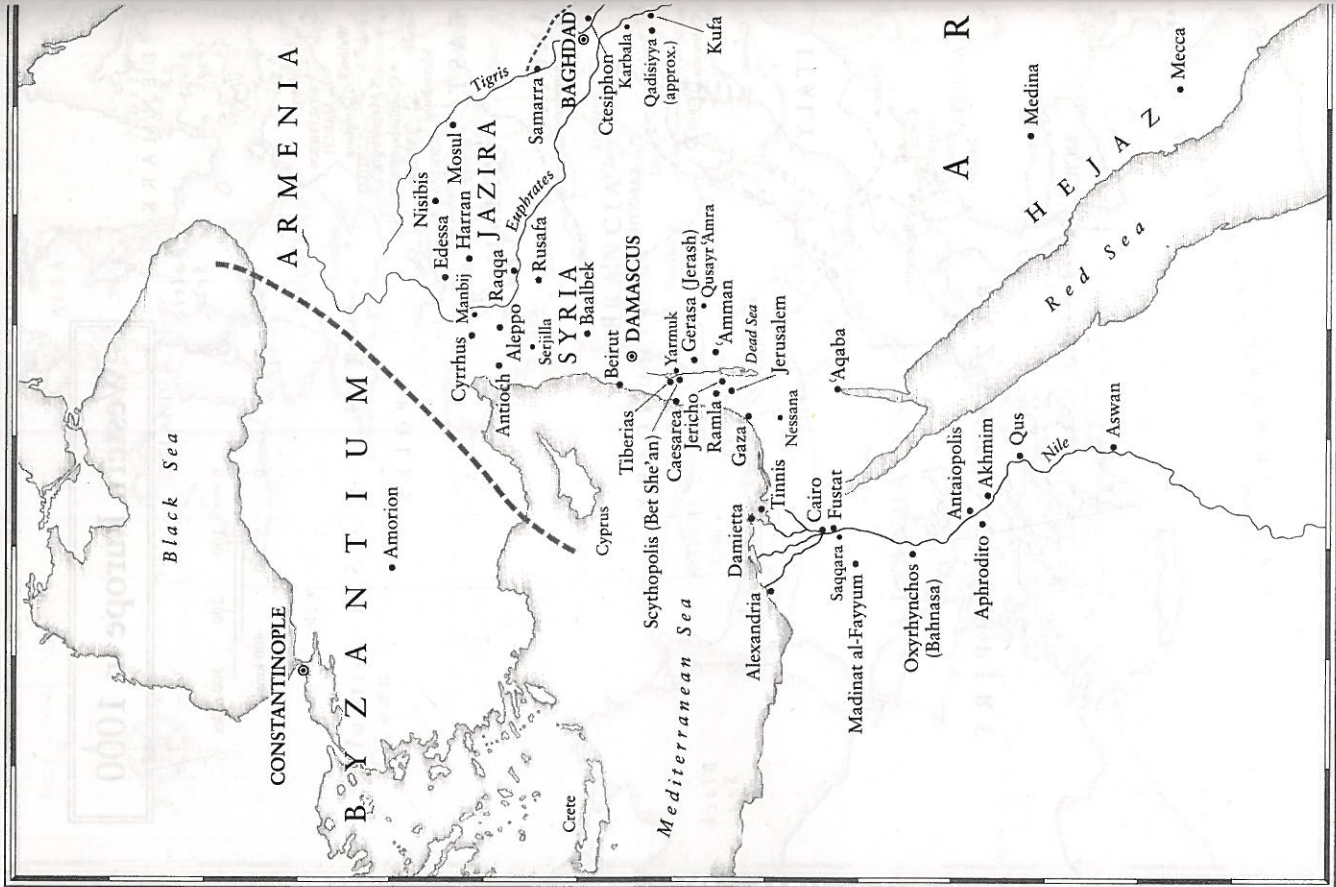 Black Sea
ARMENIA
CONSTANTINOPLE
BYZANTIUM
Amorion
Tigris
Nisibis
Edessa
Harran
Mosul
Samarra
BAGHDAD
Ctesiphon
Karbala
Qadisiyya
(approx.)
Kufa
JAZIRA
Euphrates
Cyrrhus
Manbij
Raqqa
Rusafa
Antioch
Aleppo
Serjilla
SYRIA
Baalbek
Cyprus
Crete
Mediterranean Sea
Beirut
DAMASCUS
Tiberias
Yarmuk
Scythopolis (Bet She'an)
Gerasa (Jerash)
Caesarea
Qusayr ‘Amra
Jericho
‘Amman
Ramla
Dead Sea
Jerusalem
Gaza
Nessana
‘Aqaba
Damietta
Tinnis
Alexandria
Cairo
Fustat
Saqqara
Madinat al-Fayyum
Oxyrhynchos
(Bahnasa)
Antaiopolis
Akhmim
Aphrodito
Qus
Nile
Aswan
Red Sea
HEJAZ
Medina
Mecca
A R
Western Europe, 1000